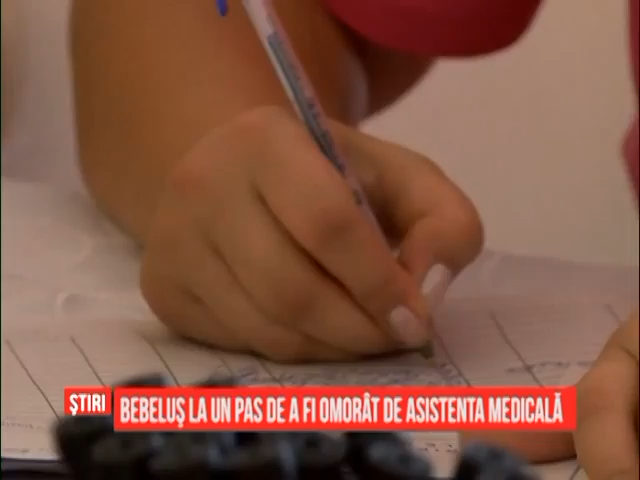 ŞTIRI
BEBELUŞ LA UN PAS DE A FI OMORÂT DE ASISTENTA MEDICALĂ